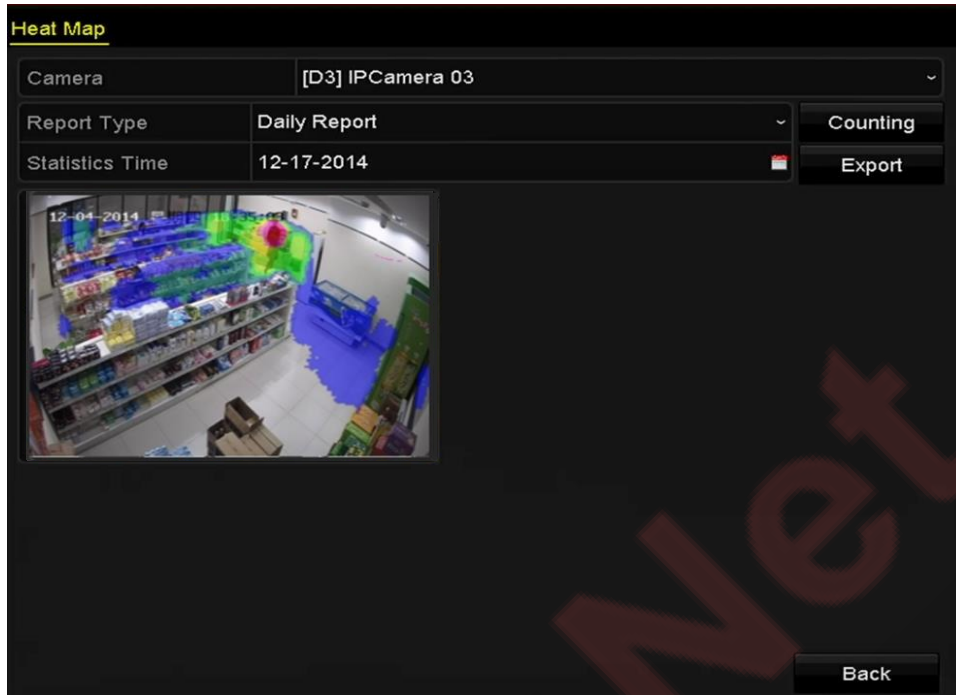 Heat Map
Camera [D3] IPCamera 03
Report Type Daily Report Counting
Statistics Time 12-17-2014 Export
12-04-2014
Back
Net